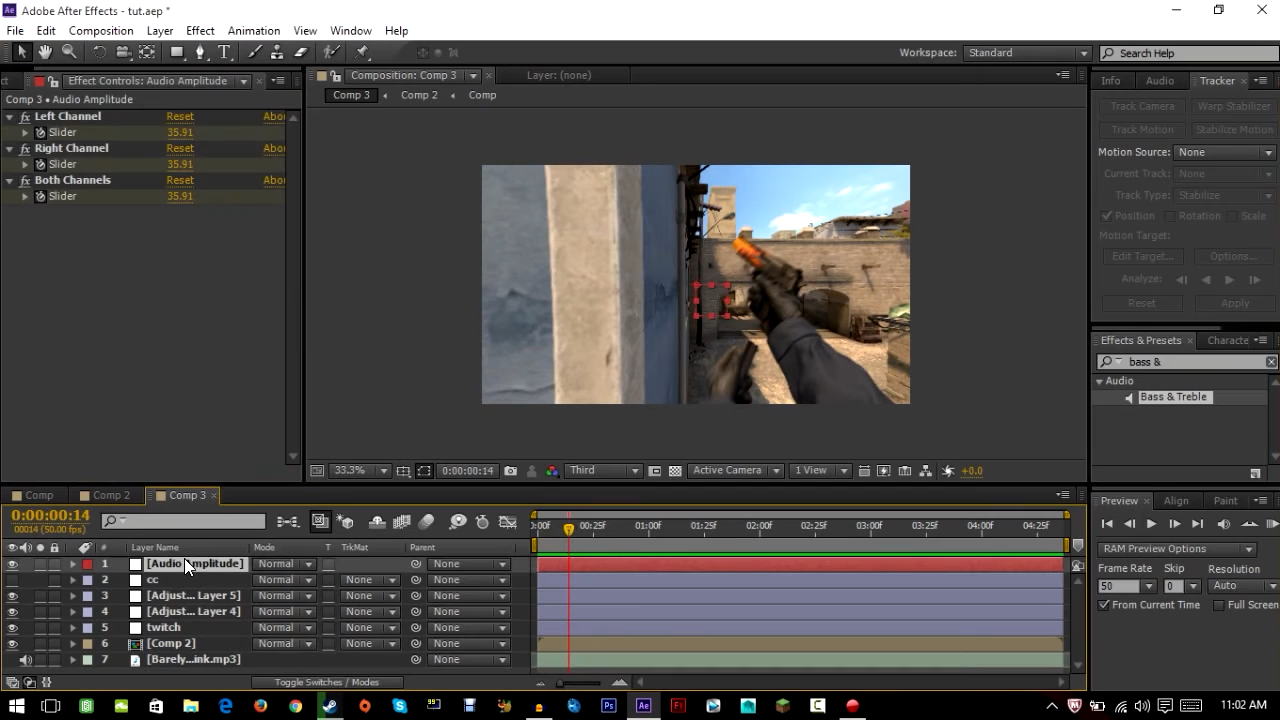 Adobe After Effects - tut.aep *
File Edit Composition Layer Effect Animation View Window Help
Workspace: Standard Search Help
ct Effect Controls: Audio Amplitude
Composition: Comp 3 Layer: (none)
Info Audio Tracker
Comp 3 • Audio Amplitude
Comp 3 Comp 2 Comp
Track Camera Warp Stabilizer
fx Left Channel Reset Abou
Slider 35.91
Track Motion Stabilize Motion
fx Right Channel Reset Abou
Slider 35.91
Motion Source: None
fx Both Channels Reset Abou
Slider 35.91
Current Track: None
Track Type: Stabilize
Position Rotation Scale
Motion Target:
Edit Target... Options...
Analyze:
Reset Apply
Effects & Presets Characte
bass &
Audio
Bass & Treble
33.3% 0:00:00:14 Third Active Camera 1 View +0.0
Comp Comp 2 Comp 3
Preview Align Paint
0:00:00:14
00014 (50.00 fps)
0:00f 00:25f 01:00f 01:25f 02:00f 02:25f 03:00f 03:25f 04:00f 04:25f
# Layer Name Mode T TrkMat Parent
RAM Preview Options
1 [Audio Amplitude] Normal None
Frame Rate Skip Resolution
2 cc Normal None None
50 0 Auto
3 [Adjust... Layer 5] Normal None None
From Current Time Full Screen
4 [Adjust... Layer 4] Normal None None
5 twitch Normal None None
6 [Comp 2] Normal None None
7 [Barely...ink.mp3] None
Toggle Switches / Modes
11:02 AM